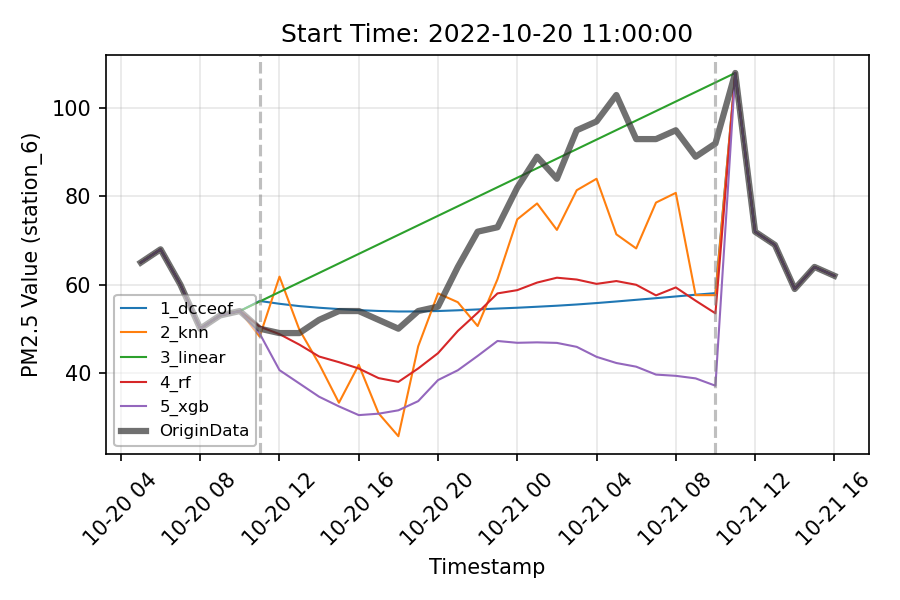 Start Time: 2022-10-20 11:00:00
PM2.5 Value (station_6)
100
80
60
40
1_dcceof
2_knn
3_linear
4_rf
5_xgb
OriginData
10-20 04
10-20 08
10-20 12
10-20 16
10-20 20
10-21 00
10-21 04
10-21 08
10-21 12
10-21 16
Timestamp